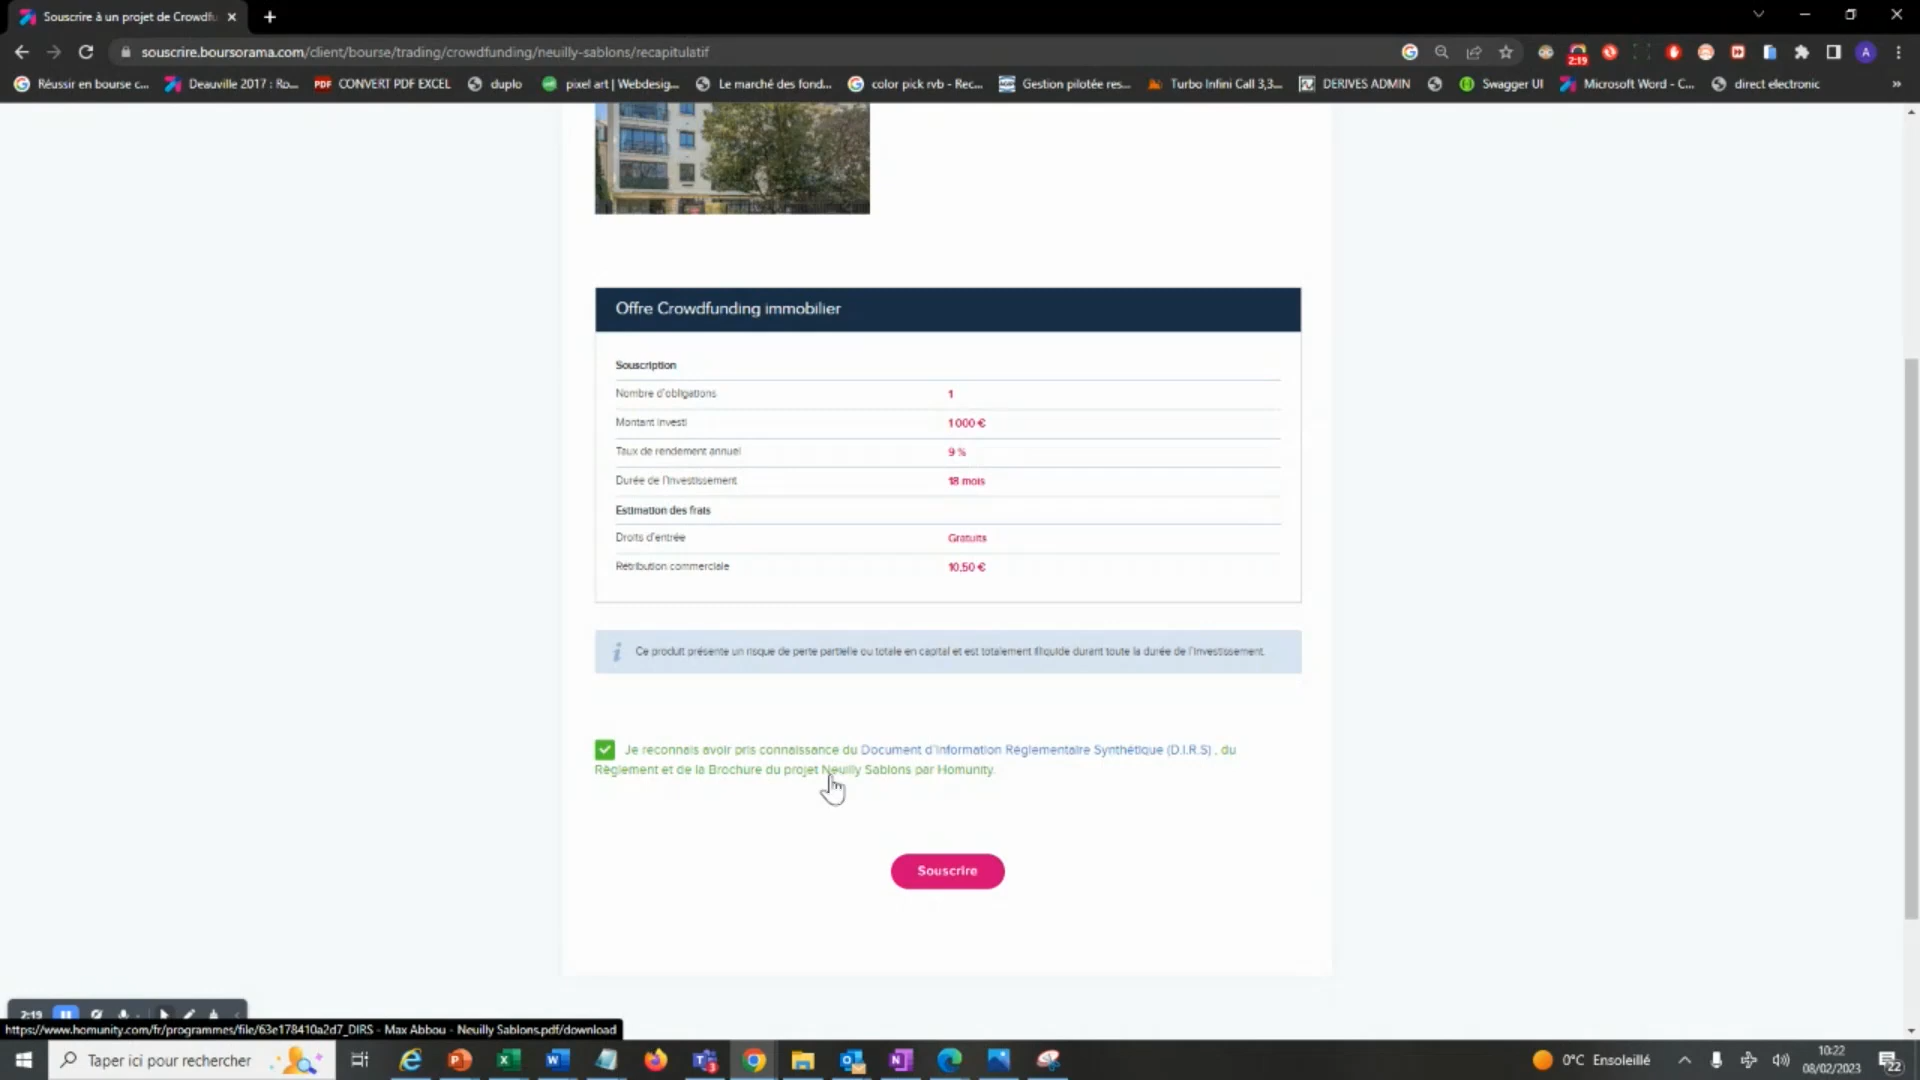 Souscrire à un projet de Crowdfu
souscrire.boursorama.com/client/bourse/trading/crowdfunding/neuilly-sablons/recapitulatif
2:19
A
Réussir en bourse c...
Deauville 2017 : Ro...
PDF CONVERT PDF EXCEL
duplo
pixel art | Webdesig...
Le marché des fond...
color pick rvb - Rec...
Gestion pilotée res...
Turbo Infini Call 3,3...
DERIVES ADMIN
Swagger UI
Microsoft Word - C...
direct electronic
Offre Crowdfunding immobilier
Souscription
Nombre d'obligations 1
Montant investi 1 000 €
Taux de rendement annuel 9 %
Durée de l'investissement 18 mois
Estimation des frais
Droits d'entrée Gratuits
Rétribution commerciale 10,50 €
Ce produit présente un risque de perte partielle ou totale en capital et est totalement illiquide durant toute la durée de l'investissement.
Je reconnais avoir pris connaissance du Document d'Information Réglementaire Synthétique (D.I.R.S) , du
Règlement et de la Brochure du projet Neuilly Sablons par Homunity.
Souscrire
2:19
https://www.homunity.com/fr/programmes/file/63e178410a2d7_DIRS - Max Abbou - Neuilly Sablons.pdf/download
Taper ici pour rechercher
0°C Ensoleillé
10:22
08/02/2023
22